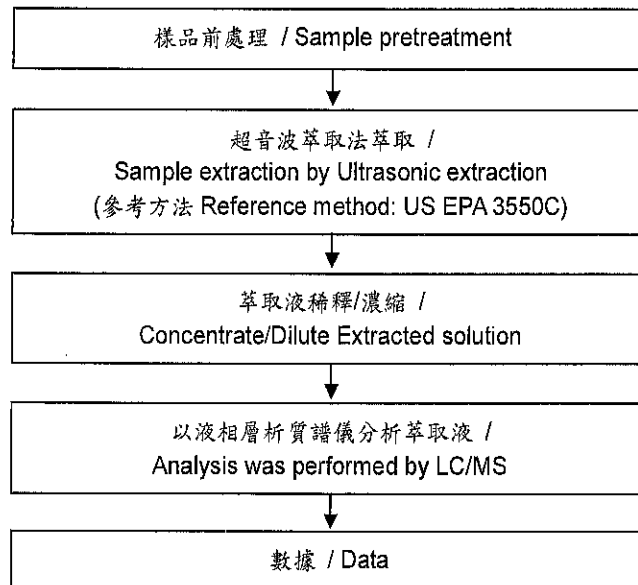 樣品前處理 / Sample pretreatment
超音波萃取法萃取 /
Sample extraction by Ultrasonic extraction
(參考方法 Reference method: US EPA 3550C)
萃取液稀釋/濃縮 /
Concentrate/Dilute Extracted solution
以液相層析質譜儀分析萃取液 /
Analysis was performed by LC/MS
數據 / Data